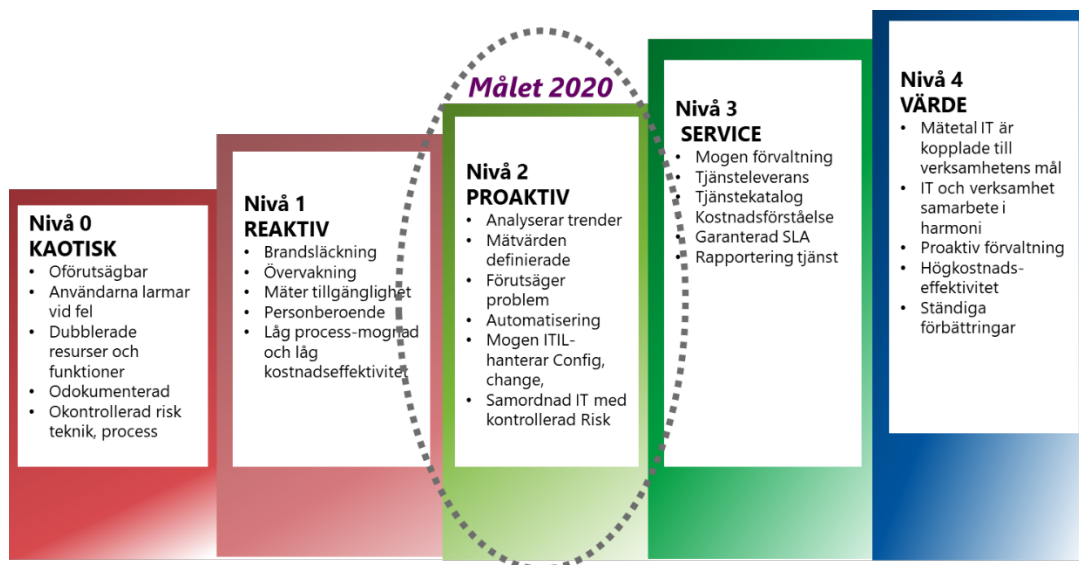 Nivå 0
KAOTISK
• Oförutsägbar
• Användarna larmar
vid fel
• Dubblerade
resurser och
funktioner
• Odokumenterad
• Okontrollerad risk
teknik, process
Nivå 1
REAKTIV
• Brandsläckning
• Övervakning
• Mäter tillgänglighet
• Personberoende
• Låg process-mognad
och låg
kostnadseffektivitet
Målet 2020
Nivå 2
PROAKTIV
• Analyserar trender
• Mätvärden
definierade
• Förutsäger
problem
• Automatisering
• Mogen ITIL-
hanterar Config,
change,
• Samordnad IT med
kontrollerad Risk
Nivå 3
SERVICE
• Mogen förvaltning
• Tjänsteleverans
• Tjänstekatalog
Kostnadsförståelse
• Garanterad SLA
• Rapportering tjänst
Nivå 4
VÄRDE
• Mätetal IT är
kopplade till
verksamhetens mål
• IT och verksamhet
samarbete i
harmoni
• Proaktiv förvaltning
• Högkostnads-
effektivitet
• Ständiga
förbättringar